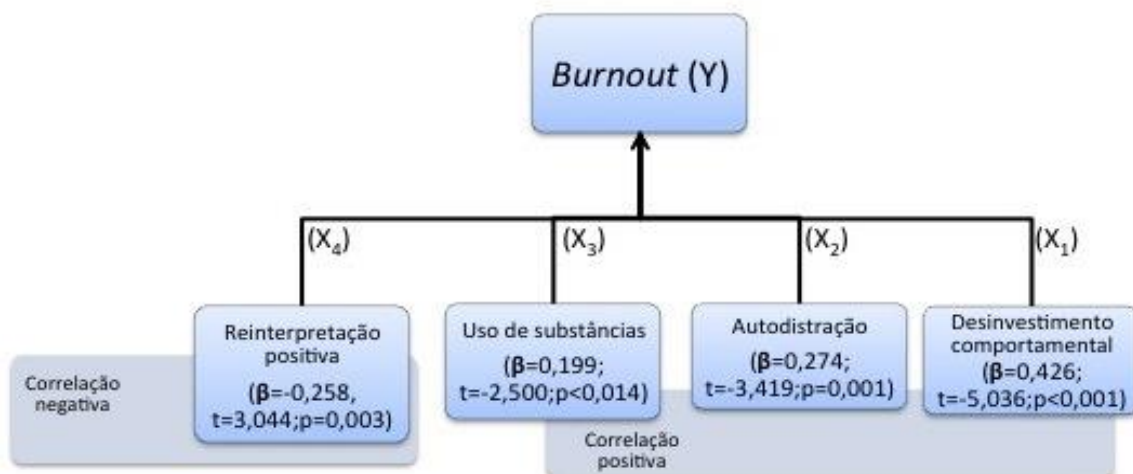 Burnout (Y)
(X₄)
(X₃)
(X₂)
(X₁)
Reinterpretação
positiva
(β=-0,258,
t=3,044;p=0,003)
Uso de substâncias
(β=0,199;
t=-2,500;p<0,014)
Autodistração
(β=0,274;
t=-3,419;p=0,001)
Desinvestimento
comportamental
(β=0,426;
t=-5,036;p<0,001)
Correlação
negativa
Correlação
positiva